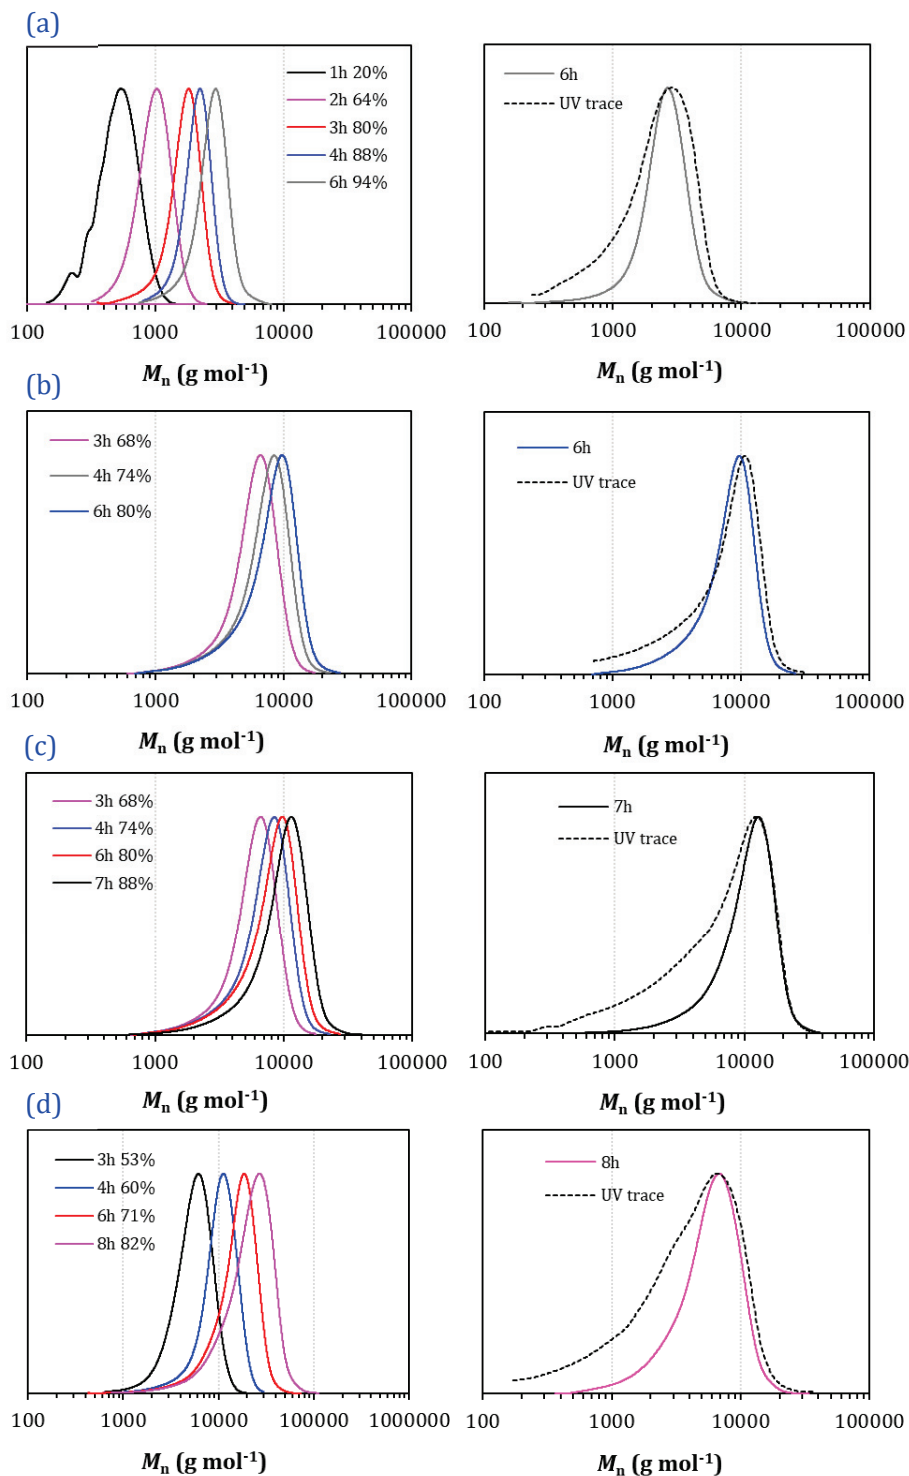 (a)
1h 20%
2h 64%
3h 80%
4h 88%
6h 94%
100 1000 10000 100000
Mn (g mol-1)
6h
UV trace
100 1000 10000 100000
Mn (g mol-1)
(b)
3h 68%
4h 74%
6h 80%
100 1000 10000 100000
Mn (g mol-1)
6h
UV trace
100 1000 10000 100000
Mn (g mol-1)
(c)
3h 68%
4h 74%
6h 80%
7h 88%
100 1000 10000 100000
Mn (g mol-1)
7h
UV trace
100 1000 10000 100000
Mn (g mol-1)
(d)
3h 53%
4h 60%
6h 71%
8h 82%
100 1000 10000 100000 1000000
Mn (g mol-1)
8h
UV trace
100 1000 10000 100000
Mn (g mol-1)